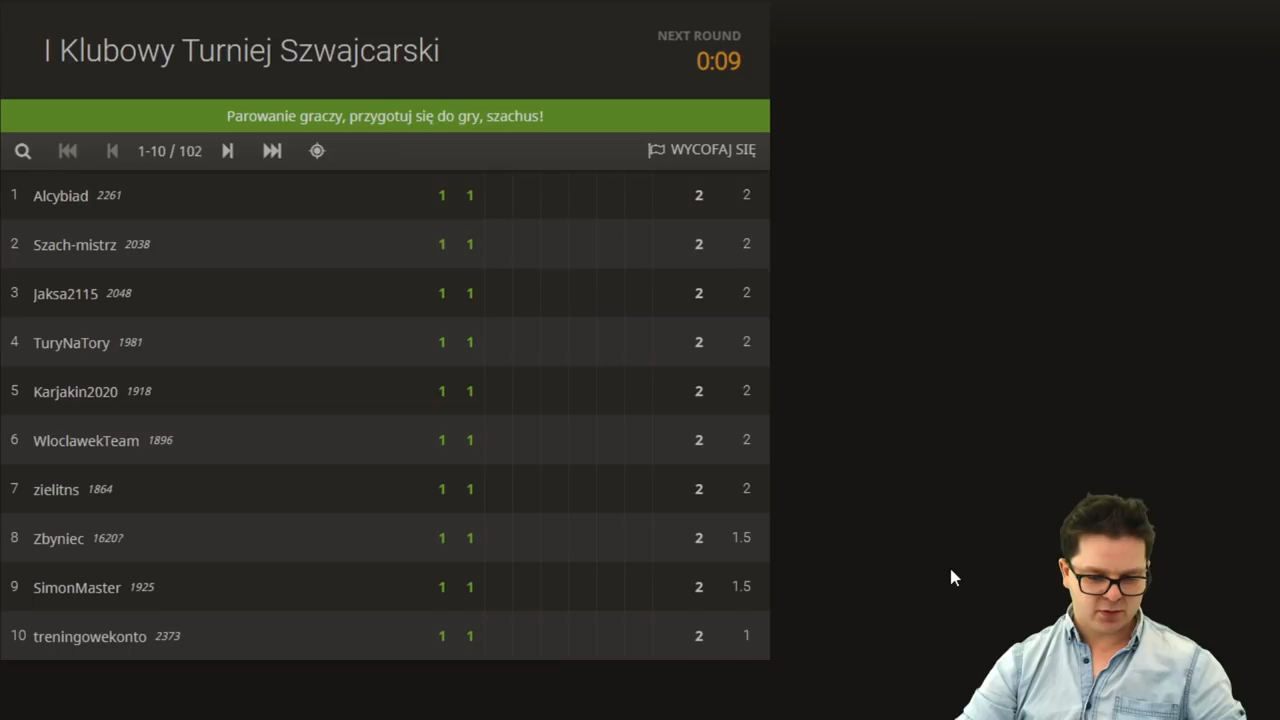 I Klubowy Turniej Szwajcarski
NEXT ROUND
0:09
Parowanie graczy, przygotuj się do gry, szachus!
1-10 / 102 WYCOFAJ SIĘ
1 Alcybiad 2261 1 1 2 2
2 Szach-mistrz 2038 1 1 2 2
3 Jaksa2115 2048 1 1 2 2
4 TuryNaTory 1981 1 1 2 2
5 Karjakin2020 1918 1 1 2 2
6 WloclawekTeam 1896 1 1 2 2
7 zielitns 1864 1 1 2 2
8 Zbyniec 1620? 1 1 2 1.5
9 SimonMaster 1925 1 1 2 1.5
10 treningowekonto 2373 1 1 2 1